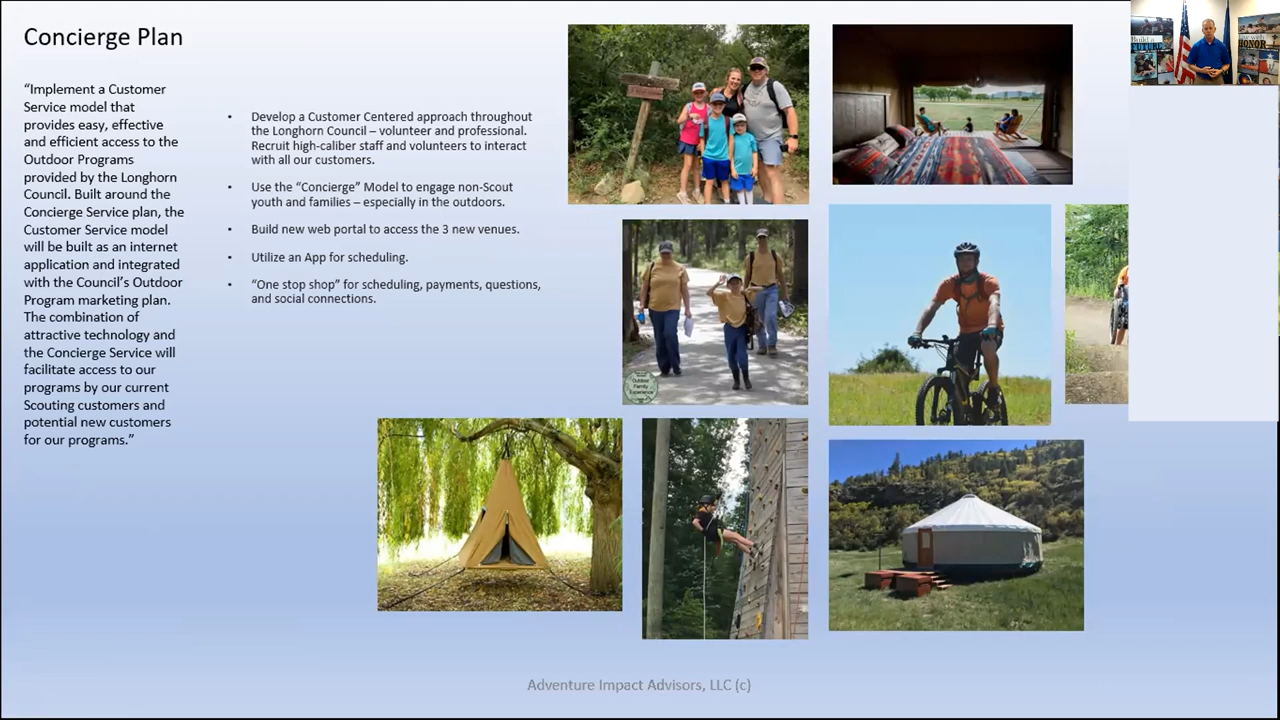 Concierge Plan
“Implement a Customer
Service model that
provides easy, effective
and efficient access to the
Outdoor Programs
provided by the Longhorn
Council. Built around the
Concierge Service plan, the
Customer Service model
will be built as an internet
application and integrated
with the Council’s Outdoor
Program marketing plan.
The combination of
attractive technology and
the Concierge Service will
facilitate access to our
programs by our current
Scouting customers and
potential new customers
for our programs.”
• Develop a Customer Centered approach throughout
the Longhorn Council – volunteer and professional.
Recruit high-caliber staff and volunteers to interact
with all our customers.
• Use the “Concierge” Model to engage non-Scout
youth and families – especially in the outdoors.
• Build new web portal to access the 3 new venues.
• Utilize an App for scheduling.
• “One stop shop” for scheduling, payments, questions,
and social connections.
Outdoor
Family
Experience
Build a
FUTURE
with
HONOR
Adventure Impact Advisors, LLC (c)